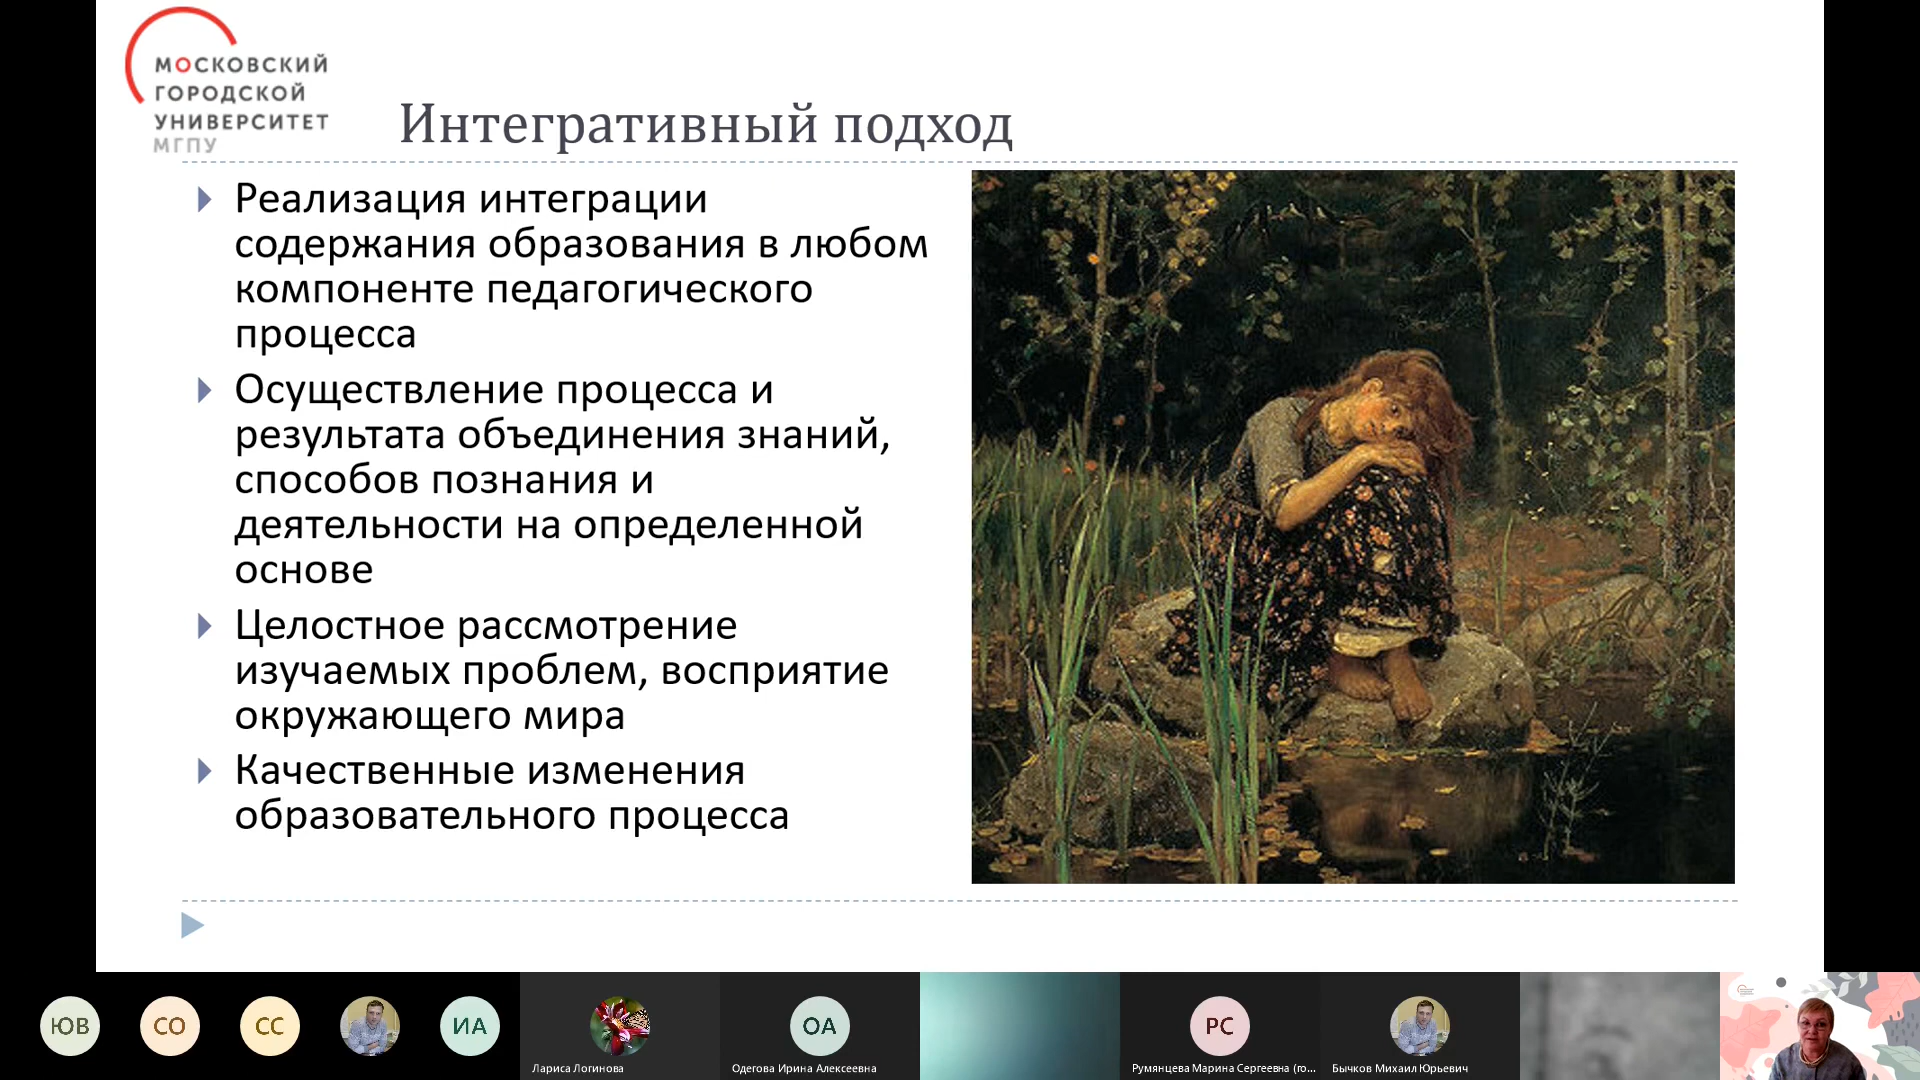 МОСКОВСКИЙ
ГОРОДСКОЙ
УНИВЕРСИТЕТ
МГПУ
Интегративный подход
Реализация интеграции
содержания образования в любом
компоненте педагогического
процесса
Осуществление процесса и
результата объединения знаний,
способов познания и
деятельности на определенной
основе
Целостное рассмотрение
изучаемых проблем, восприятие
окружающего мира
Качественные изменения
образовательного процесса
ЮВ
СО
СС
ИА
Лариса Логинова
ОА
Одегова Ирина Алексеевна
РС
Румянцева Марина Сергеевна (го...
Бычков Михаил Юрьевич